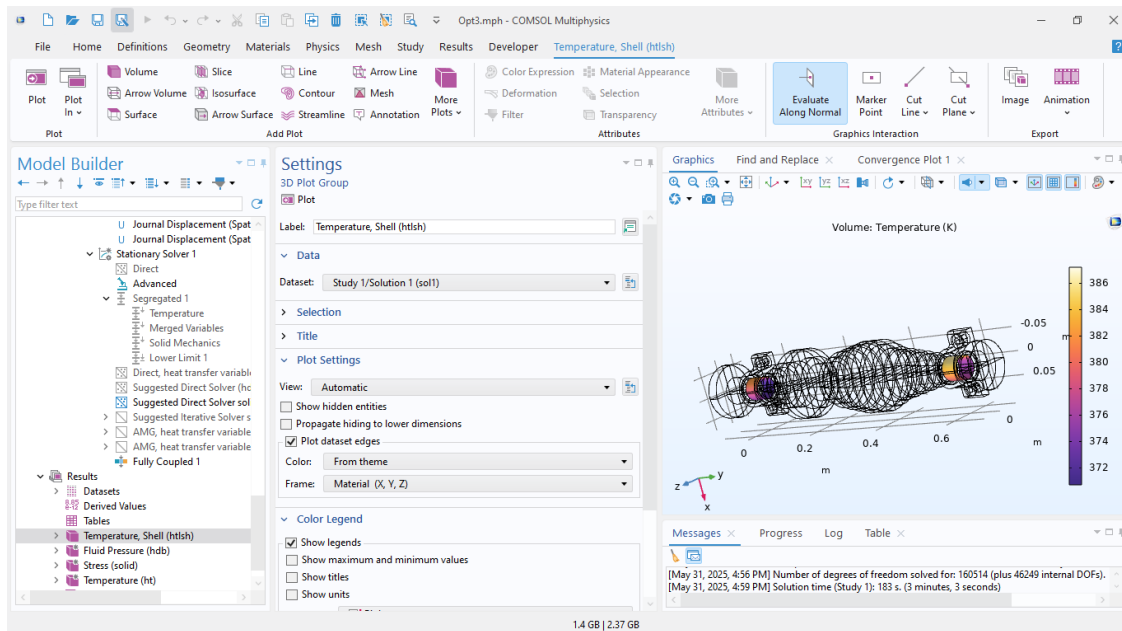 Opt3.mph - COMSOL Multiphysics
File Home Definitions Geometry Materials Physics Mesh Study Results Developer Temperature, Shell (htlsh)
Plot
Plot In
Plot
Volume Slice Line Arrow Line
Arrow Volume Isosurface Contour Mesh
Surface Arrow Surface Streamline Annotation
More Plots
Add Plot
Color Expression Material Appearance
Deformation Selection
Filter Transparency
More Attributes
Attributes
Evaluate Along Normal
Marker Point
Cut Line
Cut Plane
Graphics Interaction
Image
Animation
Export
Model Builder
Type filter text
Journal Displacement (Spat
Journal Displacement (Spat
Stationary Solver 1
Direct
Advanced
Segregated 1
Temperature
Merged Variables
Solid Mechanics
Lower Limit 1
Direct, heat transfer variable
Suggested Direct Solver (hc
Suggested Direct Solver sol
Suggested Iterative Solver s
AMG, heat transfer variable
AMG, heat transfer variable
Fully Coupled 1
Results
Datasets
8.85 e-12
Derived Values
Tables
Temperature, Shell (htlsh)
Fluid Pressure (hdb)
Stress (solid)
Temperature (ht)
Settings
3D Plot Group
Plot
Label: Temperature, Shell (htlsh)
Data
Dataset: Study 1/Solution 1 (sol1)
Selection
Title
Plot Settings
View: Automatic
Show hidden entities
Propagate hiding to lower dimensions
Plot dataset edges
Color: From theme
Frame: Material (X, Y, Z)
Color Legend
Show legends
Show maximum and minimum values
Show titles
Show units
Graphics Find and Replace Convergence Plot 1
xy yz xz
Volume: Temperature (K)
386
384
382
380
378
376
374
372
-0.05
0
0.05
m
0
m
0
0.2
0.4
0.6
m
y
z
x
Messages Progress Log Table
[May 31, 2025, 4:56 PM] Number of degrees of freedom solved for: 160514 (plus 46249 internal DOFs).
[May 31, 2025, 4:59 PM] Solution time (Study 1): 183 s. (3 minutes, 3 seconds)
1.4 GB | 2.37 GB